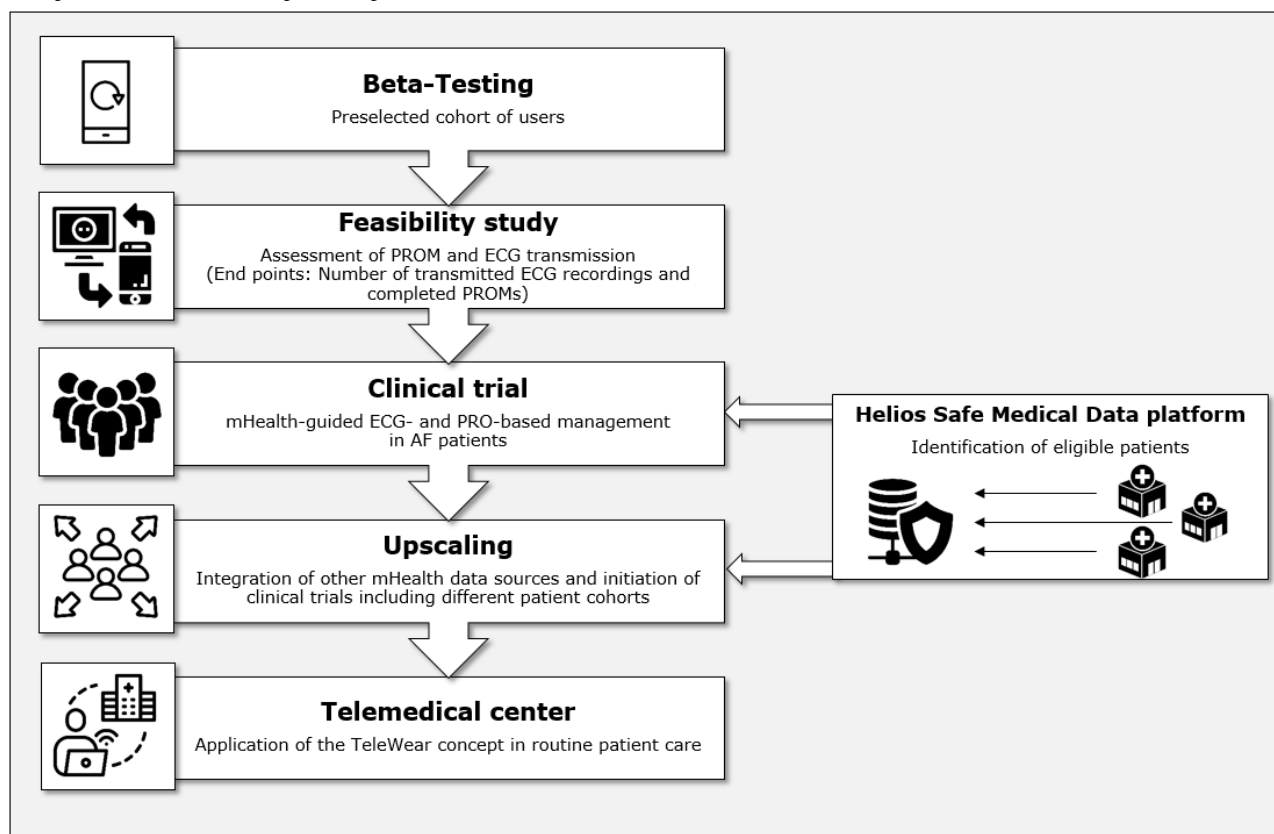 Beta-Testing
Preselected cohort of users
Feasibility study
Assessment of PROM and ECG transmission
(End points: Number of transmitted ECG recordings and
completed PROMs)
Clinical trial
mHealth-guided ECG- and PRO-based management
in AF patients
Helios Safe Medical Data platform
Identification of eligible patients
Upscaling
Integration of other mHealth data sources and initiation of
clinical trials including different patient cohorts
Telemedical center
Application of the TeleWear concept in routine patient care